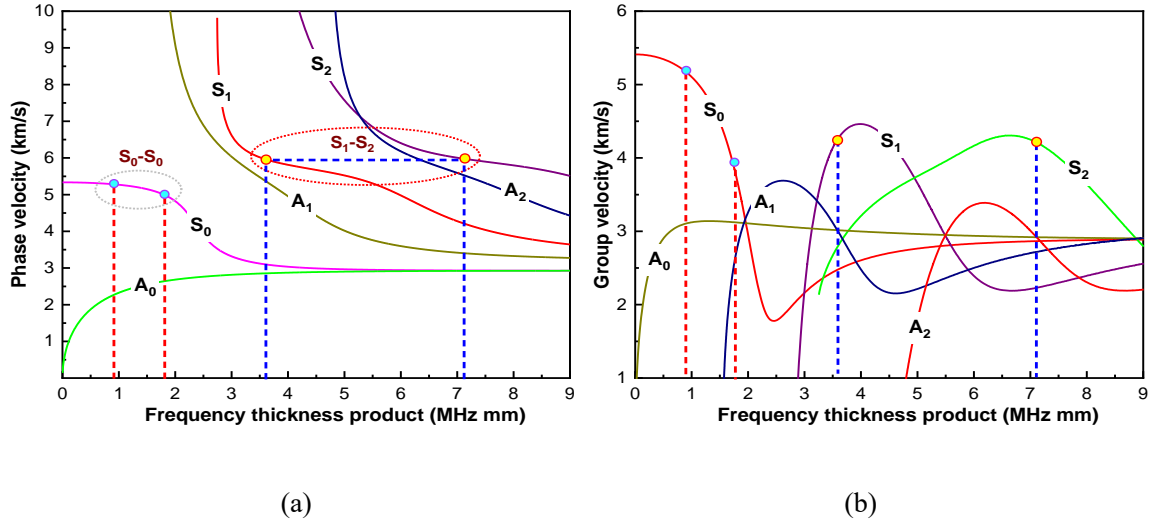 10
9
8
7
6
5
4
3
2
1
0 1 2 3 4 5 6 7 8 9
Phase velocity (km/s)
Frequency thickness product (MHz mm)
S₁
S₂
S₁-S₂
S₀-S₀
A₁
A₂
S₀
A₀
(a)
6
5
4
3
2
1
0 1 2 3 4 5 6 7 8 9
Group velocity (km/s)
Frequency thickness product (MHz mm)
S₀
S₁
S₂
A₁
A₀
A₂
(b)